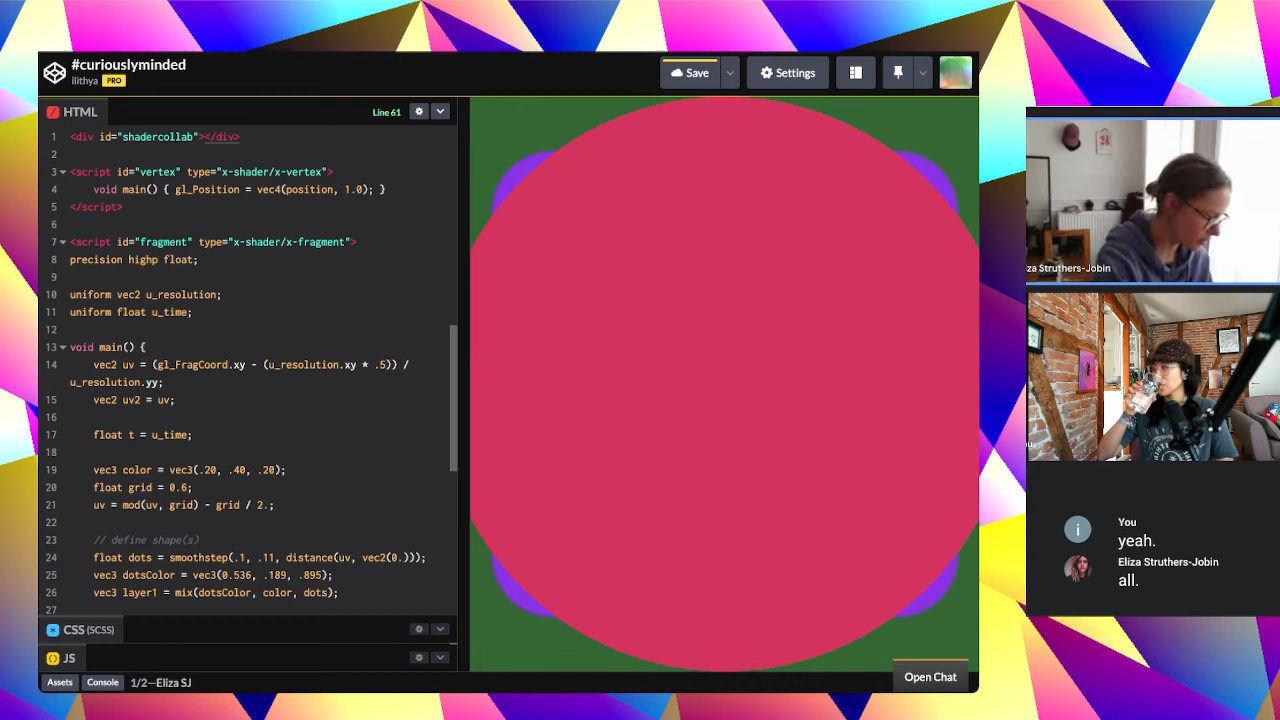 #curiouslyminded
ilithya PRO
Save
Settings
HTML
Line 61
1 <div id="shadercollab"></div>
2
3 <script id="vertex" type="x-shader/x-vertex">
4 void main() { gl_Position = vec4(position, 1.0); }
5 </script>
6
7 <script id="fragment" type="x-shader/x-fragment">
8 precision highp float;
9
10 uniform vec2 u_resolution;
11 uniform float u_time;
12
13 void main() {
14 vec2 uv = (gl_FragCoord.xy - (u_resolution.xy * .5)) /
u_resolution.yy;
15 vec2 uv2 = uv;
16
17 float t = u_time;
18
19 vec3 color = vec3(.20, .40, .20);
20 float grid = 0.6;
21 uv = mod(uv, grid) - grid / 2.;
22
23 // define shape(s)
24 float dots = smoothstep(.1, .11, distance(uv, vec2(0.)));
25 vec3 dotsColor = vec3(0.536, .189, .895);
26 vec3 layer1 = mix(dotsColor, color, dots);
27
CSS (SCSS)
JS
Assets
Console
1/2—Eliza SJ
Open Chat
za Struthers-Jobin
i
You
yeah.
Eliza Struthers-Jobin
all.